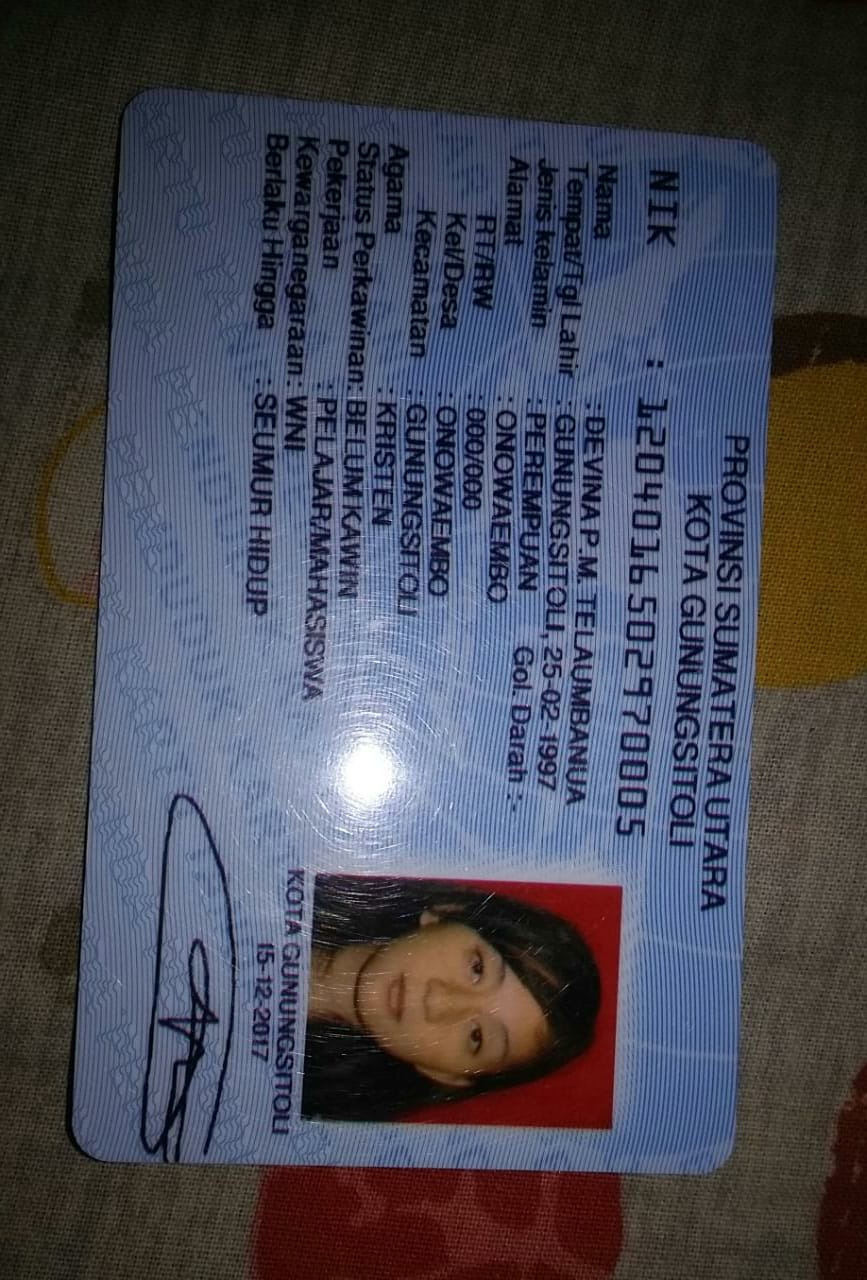 PROVINSI SUMATERA UTARA
KOTA GUNUNGSITOLI
NIK : 1204016502970005
Nama : DEVINA P.M. TELAUMBANUA
Tempat/Tgl Lahir : GUNUNGSITOLI, 25-02-1997
Jenis kelamin : PEREMPUAN Gol. Darah : -
Alamat : ONOWAEMBO
RT/RW : 000/000
Kel/Desa : ONOWAEMBO
Kecamatan : GUNUNGSITOLI
Agama : KRISTEN
Status Perkawinan: BELUM KAWIN
Pekerjaan : PELAJAR/MAHASISWA
Kewarganegaraan: WNI
Berlaku Hingga : SEUMUR HIDUP
KOTA GUNUNGSITOLI
15-12-2017